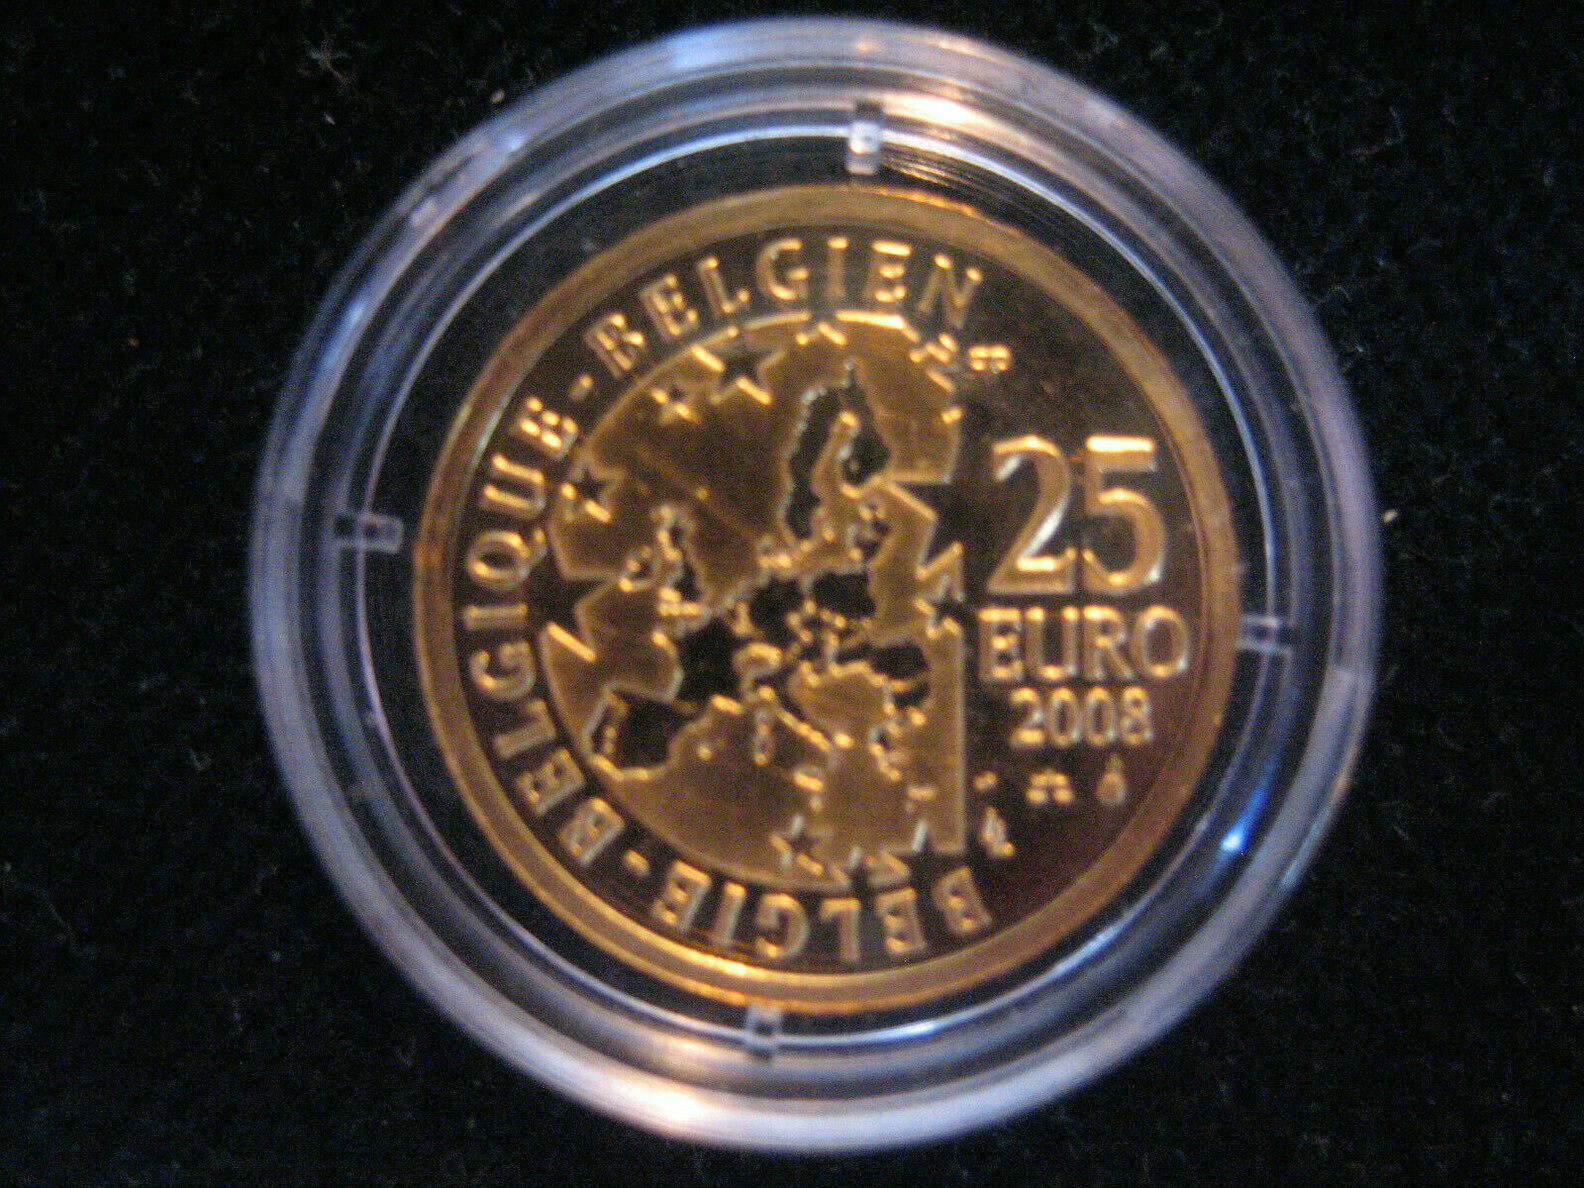 BELGIE - BELGIQUE - BELGIEN
25
EURO
2008